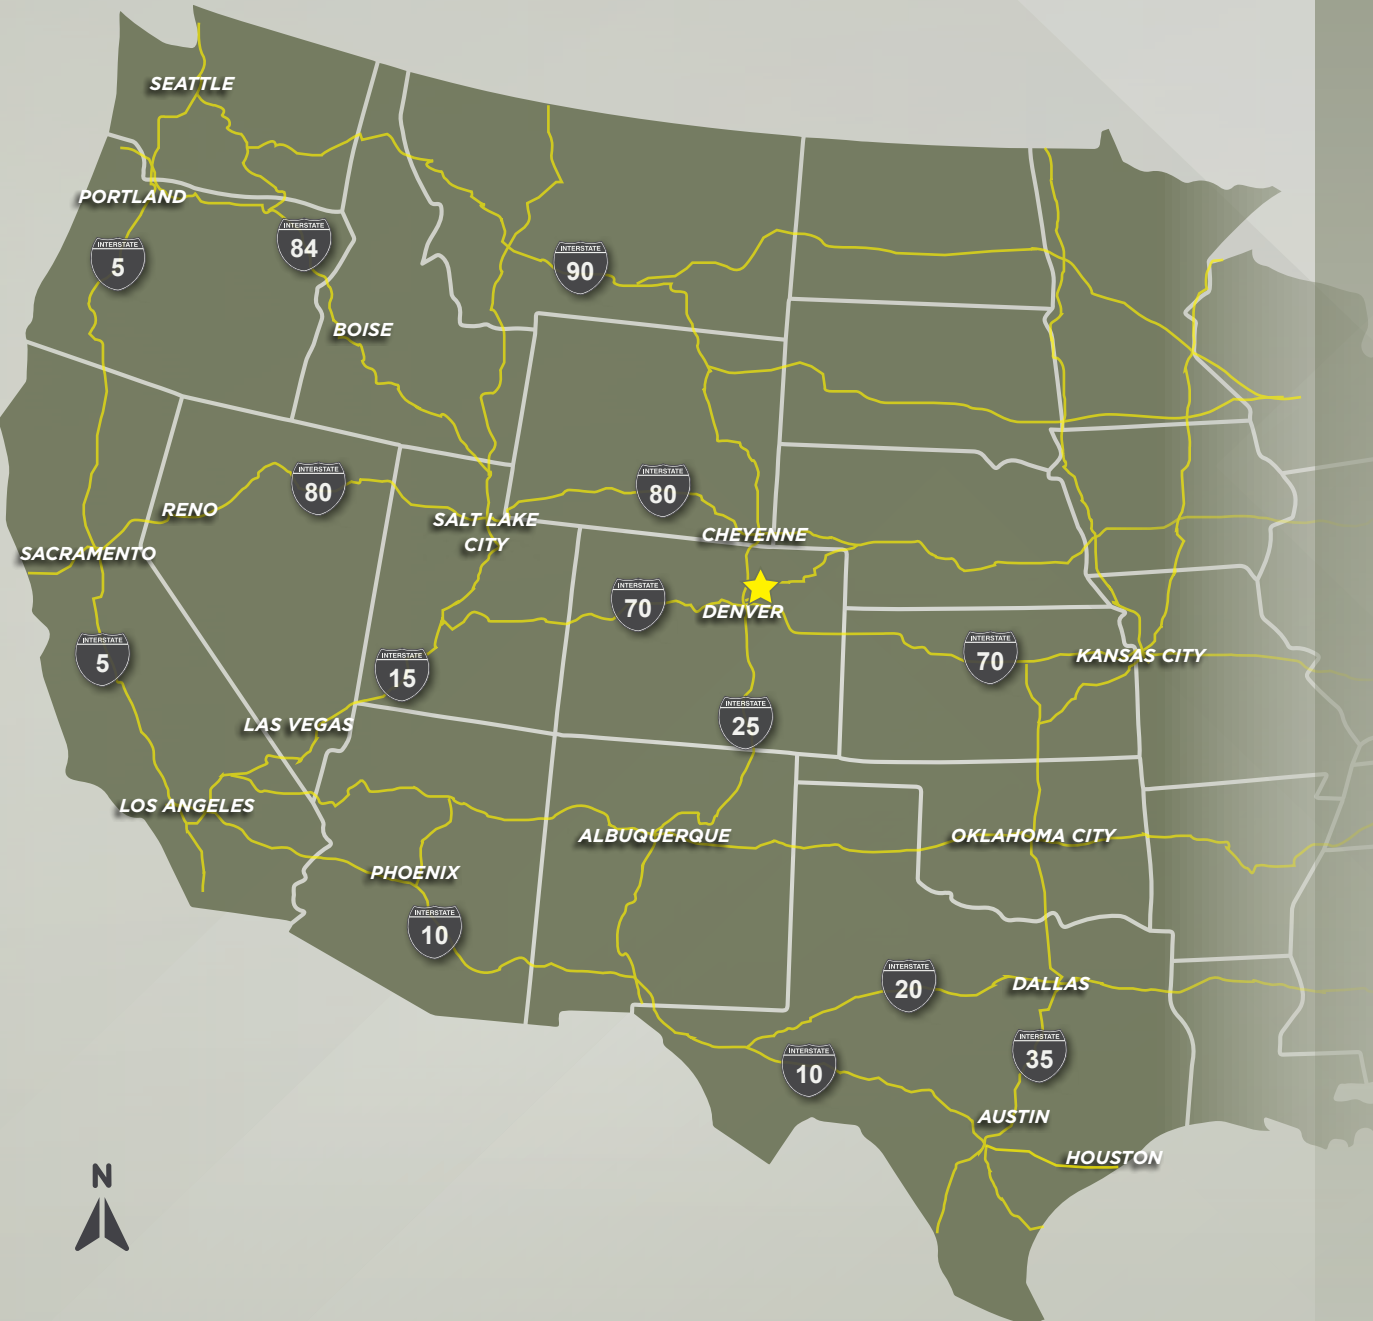 SEATTLE
PORTLAND
INTERSTATE
5
INTERSTATE
84
INTERSTATE
90
BOISE
RENO
INTERSTATE
80
INTERSTATE
80
SALT LAKE
CITY
CHEYENNE
SACRAMENTO
INTERSTATE
70
DENVER
INTERSTATE
5
INTERSTATE
15
INTERSTATE
70
KANSAS CITY
LAS VEGAS
INTERSTATE
25
LOS ANGELES
ALBUQUERQUE
OKLAHOMA CITY
PHOENIX
INTERSTATE
10
INTERSTATE
20
DALLAS
INTERSTATE
10
INTERSTATE
35
AUSTIN
HOUSTON
N